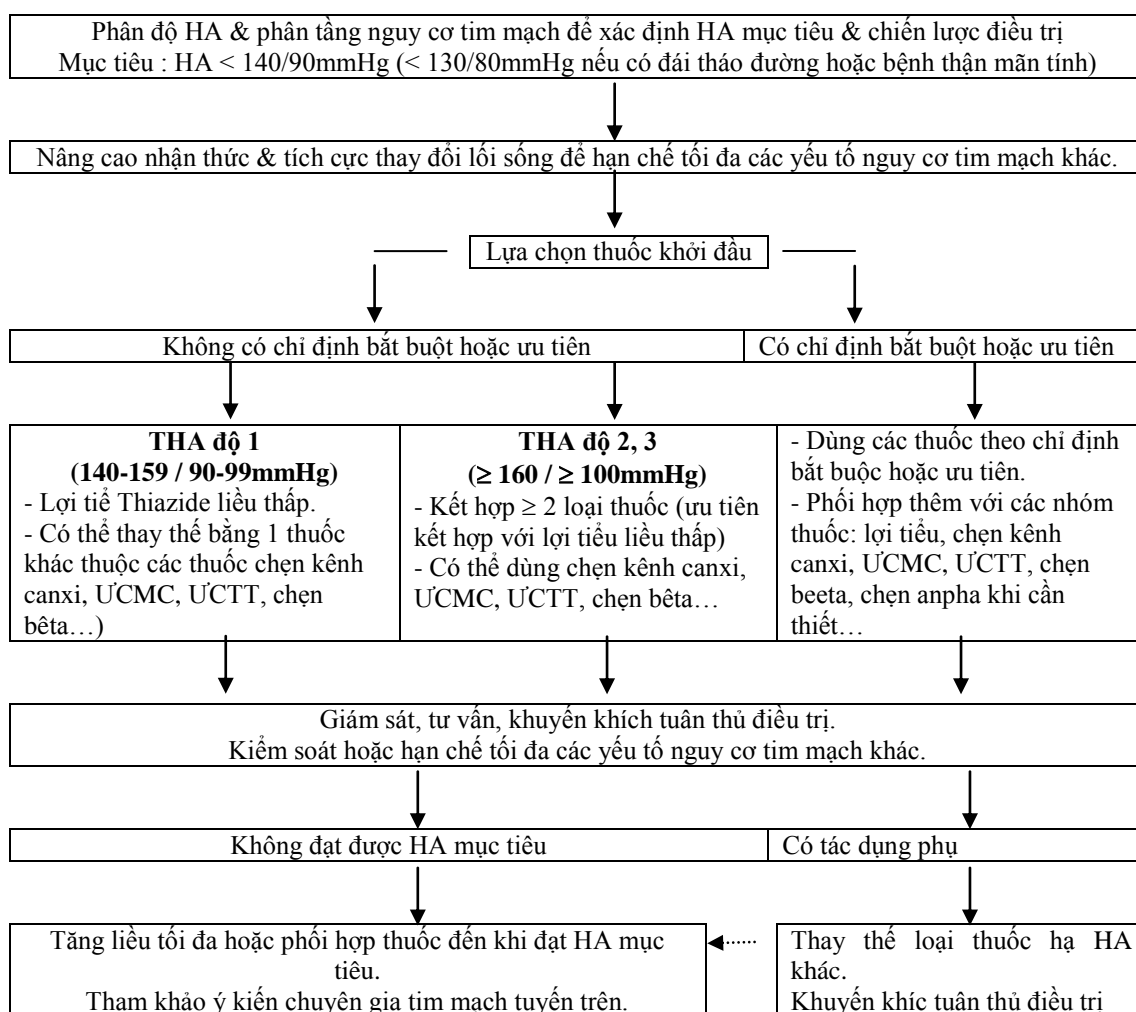 Phân độ HA & phân tầng nguy cơ tim mạch để xác định HA mục tiêu & chiến lược điều trị
Mục tiêu : HA < 140/90mmHg (< 130/80mmHg nếu có đái tháo đường hoặc bệnh thận mãn tính)
Nâng cao nhận thức & tích cực thay đổi lối sống để hạn chế tối đa các yếu tố nguy cơ tim mạch khác.
Lựa chọn thuốc khởi đầu
Không có chỉ định bắt buột hoặc ưu tiên
Có chỉ định bắt buột hoặc ưu tiên
THA độ 1
(140-159 / 90-99mmHg)
- Lợi tiể Thiazide liều thấp.
- Có thể thay thế bằng 1 thuốc
khác thuộc các thuốc chẹn kênh
canxi, ƯCMC, ƯCTT, chẹn
bêta…)
THA độ 2, 3
(≥ 160 / ≥ 100mmHg)
- Kết hợp ≥ 2 loại thuốc (ưu tiên
kết hợp với lợi tiểu liều thấp)
- Có thể dùng chẹn kênh canxi,
ƯCMC, ƯCTT, chẹn bêta…
- Dùng các thuốc theo chỉ định
bắt buộc hoặc ưu tiên.
- Phối hợp thêm với các nhóm
thuốc: lợi tiểu, chẹn kênh
canxi, ƯCMC, ƯCTT, chẹn
beeta, chẹn anpha khi cần
thiết…
Giám sát, tư vấn, khuyến khích tuân thủ điều trị.
Kiểm soát hoặc hạn chế tối đa các yếu tố nguy cơ tim mạch khác.
Không đạt được HA mục tiêu
Có tác dụng phụ
Tăng liều tối đa hoặc phối hợp thuốc đến khi đạt HA mục
tiêu.
Tham khảo ý kiến chuyên gia tim mạch tuyến trên.
Thay thế loại thuốc hạ HA
khác.
Khuyến khíc tuân thủ điều trị